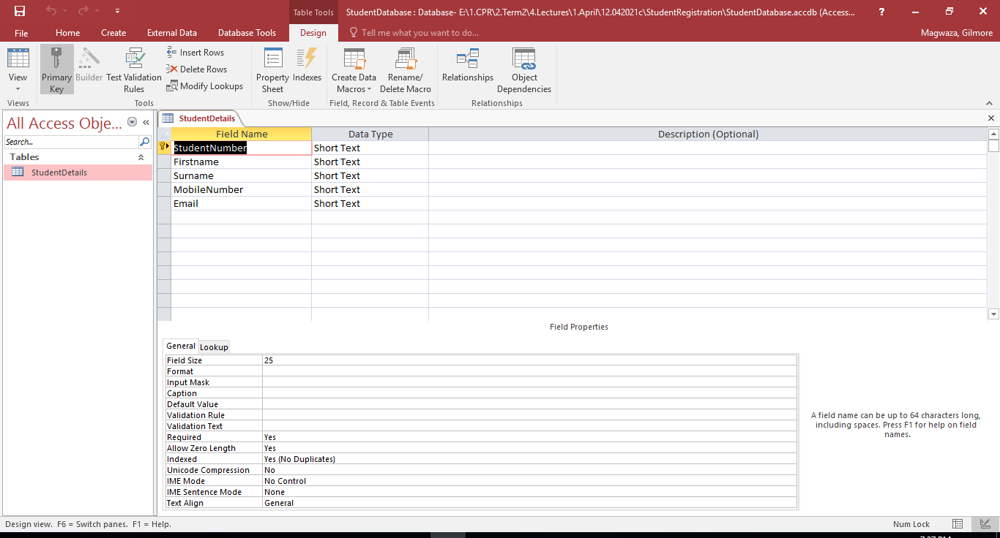 Table Tools
StudentDatabase : Database- E:\1.CPR\2.Term2\4.Lectures\1.April\12.042021c\StudentRegistration\StudentDatabase.accdb (Access...
?
File Home Create External Data Database Tools Design Tell me what you want to do... Magwaza, Gilmore
View
Primary Key
Builder
Test Validation Rules
Insert Rows
Delete Rows
Modify Lookups
Property Sheet
Indexes
Create Data Macros
Rename/ Delete Macro
Relationships
Object Dependencies
Views Tools Show/Hide Field, Record & Table Events Relationships
All Access Obje...
Search...
Tables
StudentDetails
StudentDetails
Field Name Data Type Description (Optional)
StudentNumber Short Text
Firstname Short Text
Surname Short Text
MobileNumber Short Text
Email Short Text
Field Properties
General Lookup
Field Size 25
Format
Input Mask
Caption
Default Value
Validation Rule
Validation Text
Required Yes
Allow Zero Length Yes
Indexed Yes (No Duplicates)
Unicode Compression No
IME Mode No Control
IME Sentence Mode None
Text Align General
A field name can be up to 64 characters long,
including spaces. Press F1 for help on field
names.
Design view. F6 = Switch panes. F1 = Help. Num Lock